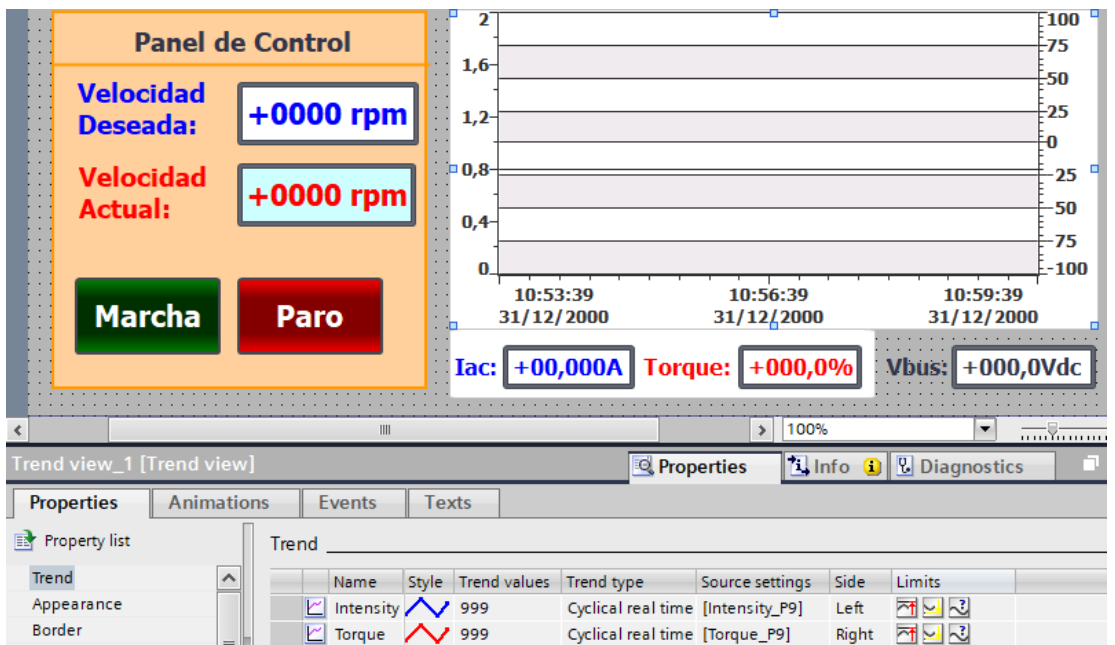 Panel de Control
Velocidad
Deseada:
+0000 rpm
Velocidad
Actual:
+0000 rpm
Marcha
Paro
2
1,6
1,2
0,8
0,4
0
100
75
50
25
0
-25
-50
-75
-100
10:53:39
31/12/2000
10:56:39
31/12/2000
10:59:39
31/12/2000
Iac: +00,000A Torque: +000,0% Vbus: +000,0Vdc
100%
Trend view_1 [Trend view]
Properties Info Diagnostics
Properties Animations Events Texts
Property list
Trend
Appearance
Border
Trend
Name Style Trend values Trend type Source settings Side Limits
Intensity 999 Cyclical real time [Intensity_P9] Left
Torque 999 Cyclical real time [Torque_P9] Right